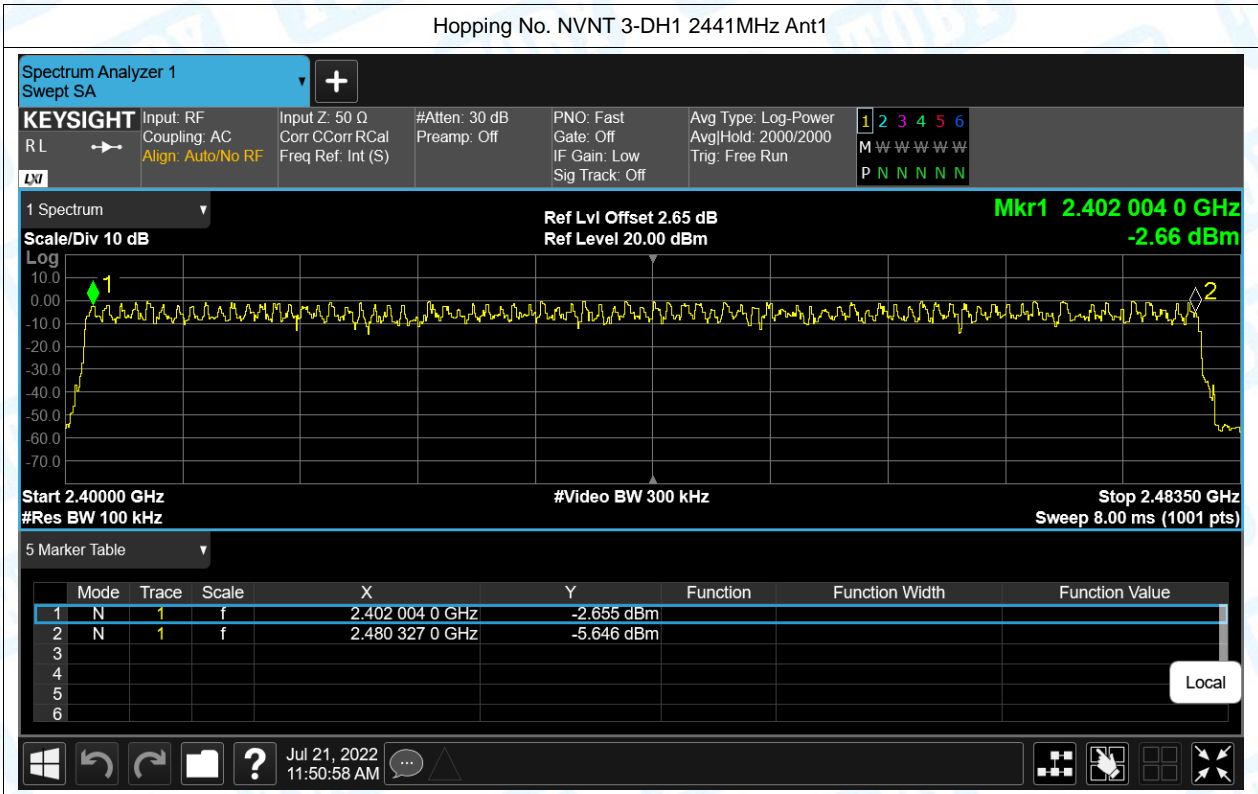 Hopping No. NVNT 3-DH1 2441MHz Ant1
Spectrum Analyzer 1
Swept SA
KEYSIGHT
RL
LXI
Input: RF
Coupling: AC
Align: Auto/No RF
Input Z: 50 Ω
Corr CCorr RCal
Freq Ref: Int (S)
#Atten: 30 dB
Preamp: Off
PNO: Fast
Gate: Off
IF Gain: Low
Sig Track: Off
Avg Type: Log-Power
Avg|Hold: 2000/2000
Trig: Free Run
1 2 3 4 5 6
M W W W W W
P N N N N N
1 Spectrum
Scale/Div 10 dB
Ref Lvl Offset 2.65 dB
Ref Level 20.00 dBm
Mkr1 2.402 004 0 GHz
-2.66 dBm
Log
10.0
0.00
-10.0
-20.0
-30.0
-40.0
-50.0
-60.0
-70.0
1
2
Start 2.40000 GHz
#Video BW 300 kHz
Stop 2.48350 GHz
#Res BW 100 kHz
Sweep 8.00 ms (1001 pts)
5 Marker Table
Mode Trace Scale X Y Function Function Width Function Value
1 N 1 f 2.402 004 0 GHz -2.655 dBm
2 N 1 f 2.480 327 0 GHz -5.646 dBm
3
4
5
6
Local
?
Jul 21, 2022
11:50:58 AM